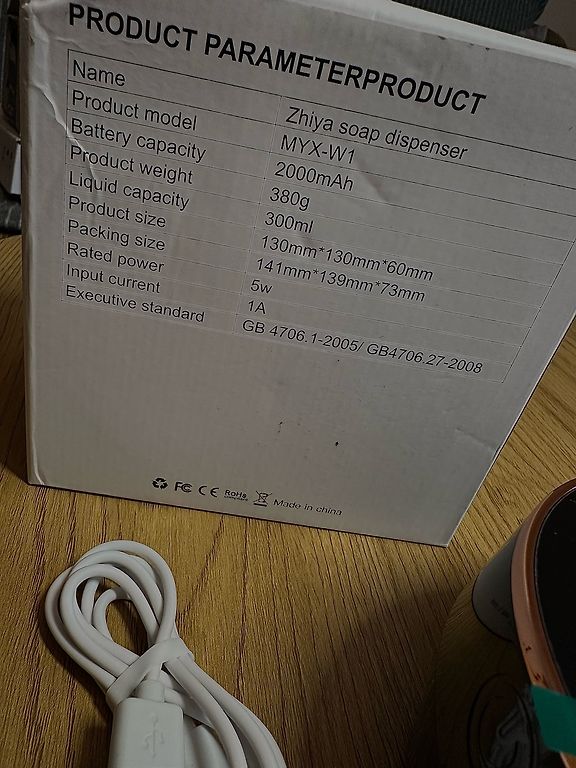 PRODUCT PARAMETERPRODUCT
Name Zhiya soap dispenser
Product model MYX-W1
Battery capacity 2000mAh
Product weight 380g
Liquid capacity 300ml
Product size 130mm*130mm*60mm
Packing size 141mm*139mm*73mm
Rated power 5w
Input current 1A
Executive standard GB 4706.1-2005/ GB4706.27-2008
FC CE RoHS Made in china